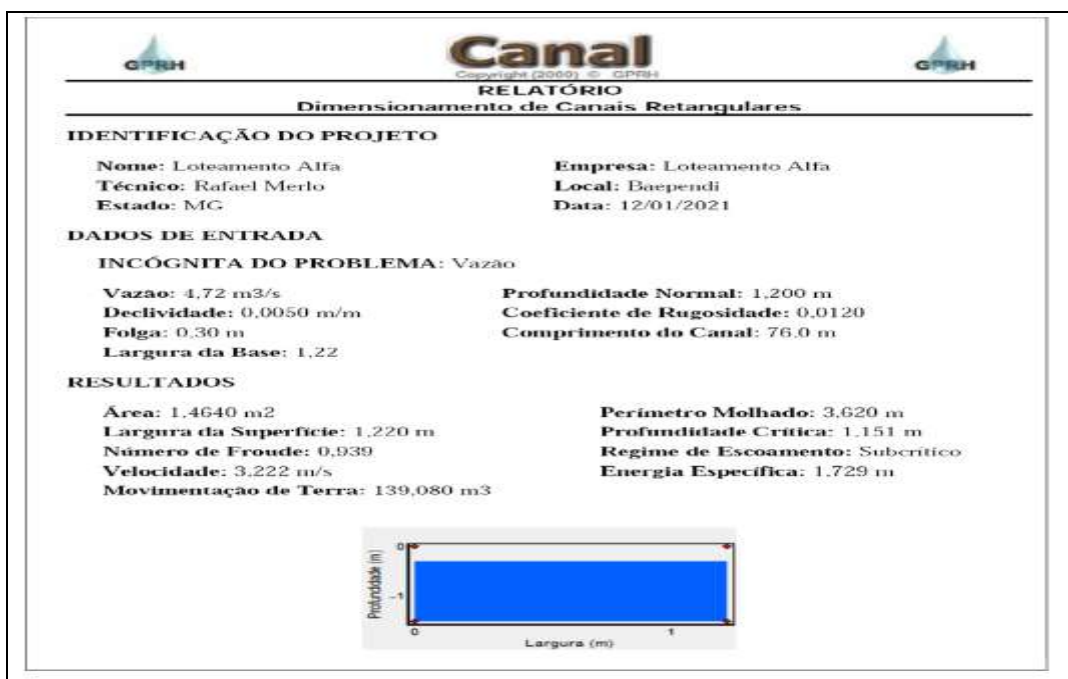 GPRH
Canal
GPRH
Copyright (2000) © GPRH
RELATÓRIO
Dimensionamento de Canais Retangulares
IDENTIFICAÇÃO DO PROJETO
Nome: Loteamento Alfa
Empresa: Loteamento Alfa
Técnico: Rafael Merlo
Local: Baependi
Estado: MG
Data: 12/01/2021
DADOS DE ENTRADA
INCÓGNITA DO PROBLEMA: Vazão
Vazão: 4,72 m3/s
Profundidade Normal: 1,200 m
Declividade: 0,0050 m/m
Coeficiente de Rugosidade: 0,0120
Folga: 0,30 m
Comprimento do Canal: 76,0 m
Largura da Base: 1,22
RESULTADOS
Área: 1,4640 m2
Perímetro Molhado: 3,620 m
Largura da Superfície: 1,220 m
Profundidade Crítica: 1,151 m
Número de Froude: 0,939
Regime de Escoamento: Subcrítico
Velocidade: 3,222 m/s
Energia Específica: 1,729 m
Movimentação de Terra: 139,080 m3
Profundidade (m)
0
-1
0
1
Largura (m)